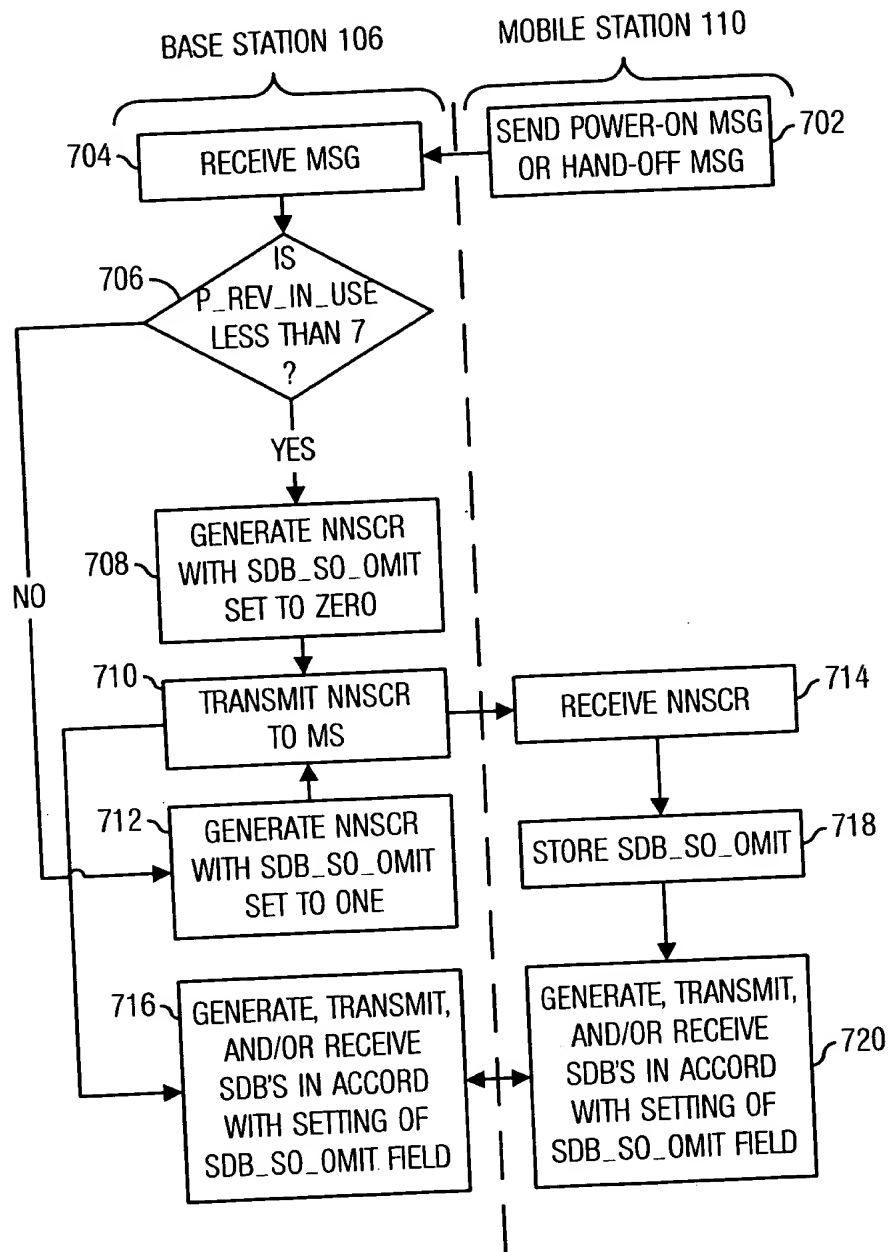 BASE STATION 106
MOBILE STATION 110
704
RECEIVE MSG
SEND POWER-ON MSG
OR HAND-OFF MSG
702
706
IS
P_REV_IN_USE
LESS THAN 7
?
YES
NO
708
GENERATE NNSCR
WITH SDB_SO_OMIT
SET TO ZERO
710
TRANSMIT NNSCR
TO MS
RECEIVE NNSCR
714
712
GENERATE NNSCR
WITH SDB_SO_OMIT
SET TO ONE
STORE SDB_SO_OMIT
718
716
GENERATE, TRANSMIT,
AND/OR RECEIVE
SDB'S IN ACCORD
WITH SETTING OF
SDB_SO_OMIT FIELD
GENERATE, TRANSMIT,
AND/OR RECEIVE
SDB'S IN ACCORD
WITH SETTING OF
SDB_SO_OMIT FIELD
720